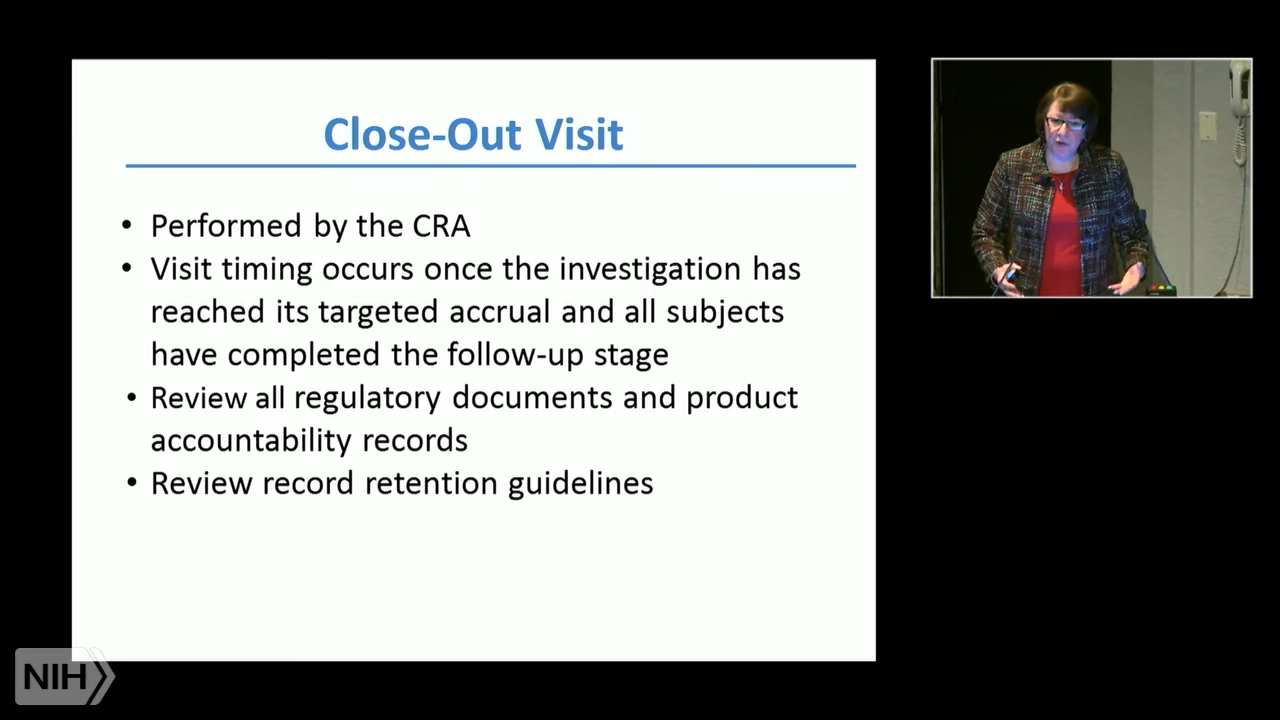 Close-Out Visit
• Performed by the CRA
• Visit timing occurs once the investigation has
reached its targeted accrual and all subjects
have completed the follow-up stage
• Review all regulatory documents and product
accountability records
• Review record retention guidelines
NIH